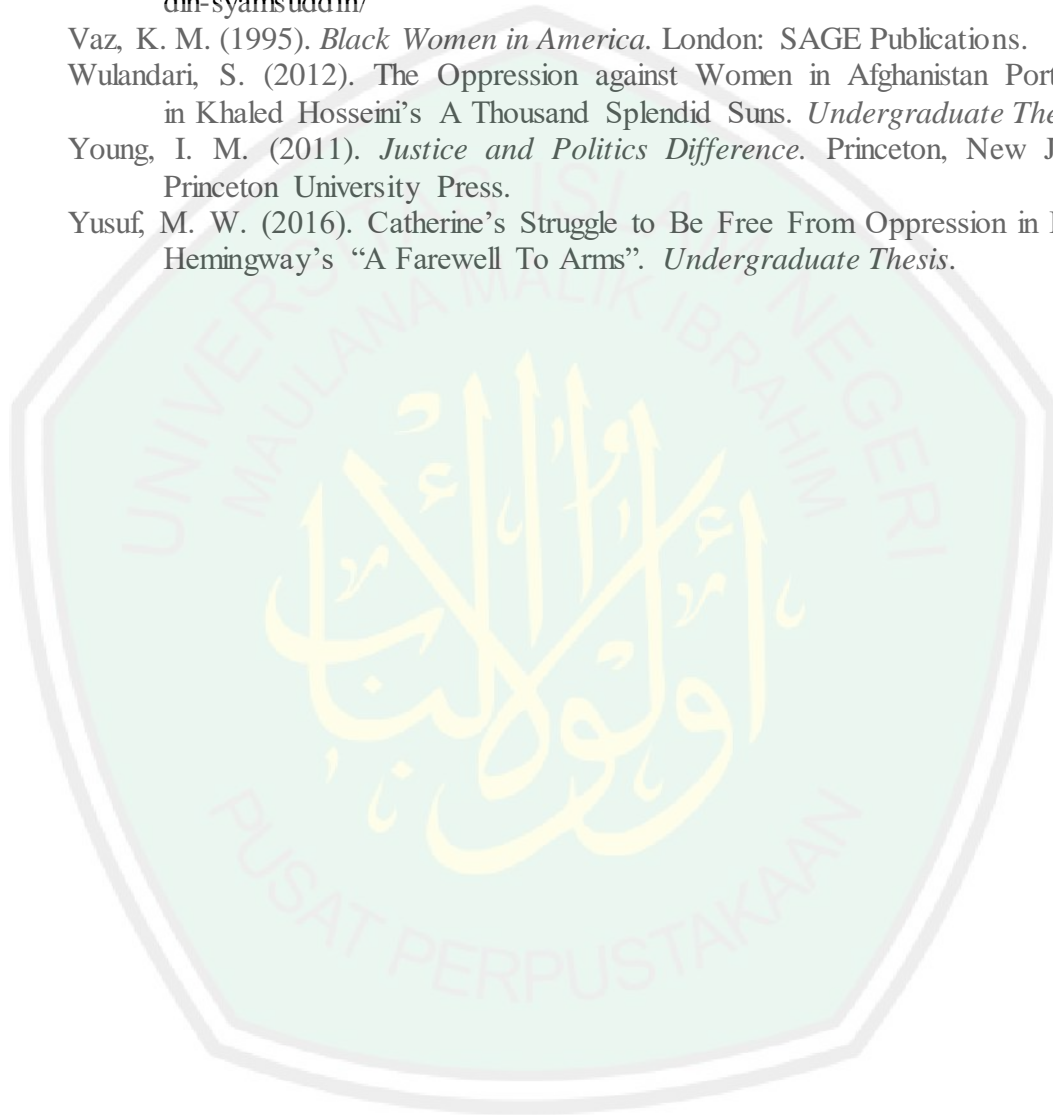 din-syamsuddin/
Vaz, K. M. (1995). Black Women in America. London: SAGE Publications.
Wulandari, S. (2012). The Oppression against Women in Afghanistan Port
in Khaled Hosseini’s A Thousand Splendid Suns. Undergraduate The
Young, I. M. (2011). Justice and Politics Difference. Princeton, New J
Princeton University Press.
Yusuf, M. W. (2016). Catherine’s Struggle to Be Free From Oppression in
Hemingway’s “A Farewell To Arms”. Undergraduate Thesis.
UNIVERSITAS ISLAM NEGERI
MAULANA MALIK IBRAHIM
PUSAT PERPUSTAKAAN